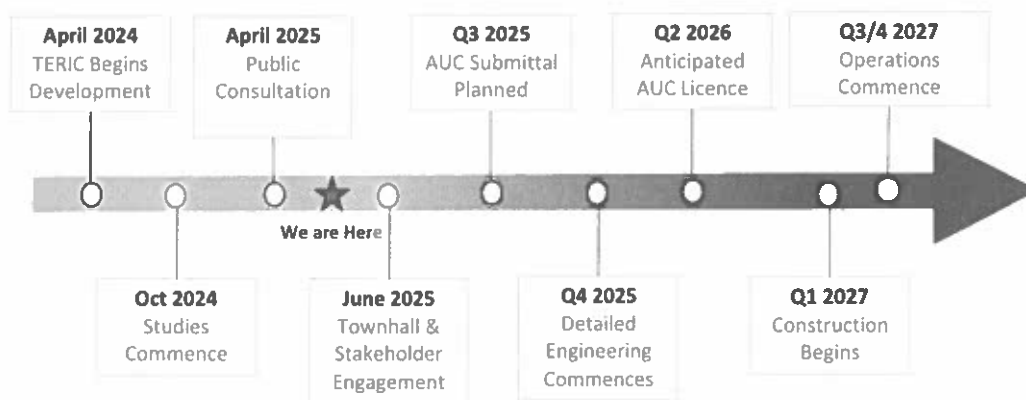 April 2024
TERIC Begins
Development
April 2025
Public
Consultation
Q3 2025
AUC Submittal
Planned
Q2 2026
Anticipated
AUC Licence
Q3/4 2027
Operations
Commence
We are Here
Oct 2024
Studies
Commence
June 2025
Townhall &
Stakeholder
Engagement
Q4 2025
Detailed
Engineering
Commences
Q1 2027
Construction
Begins